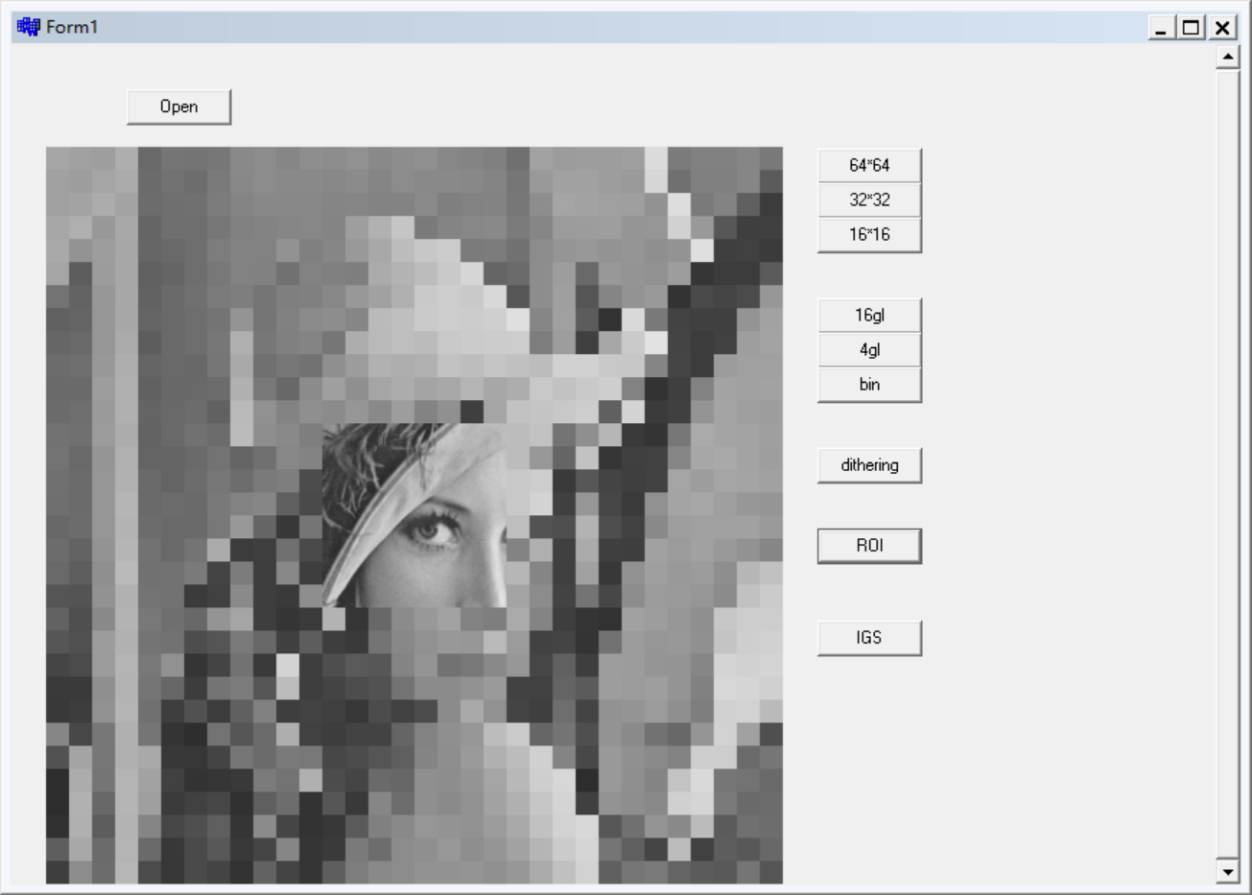 Form1
Open
64*64
32*32
16*16
16gl
4gl
bin
dithering
ROI
IGS